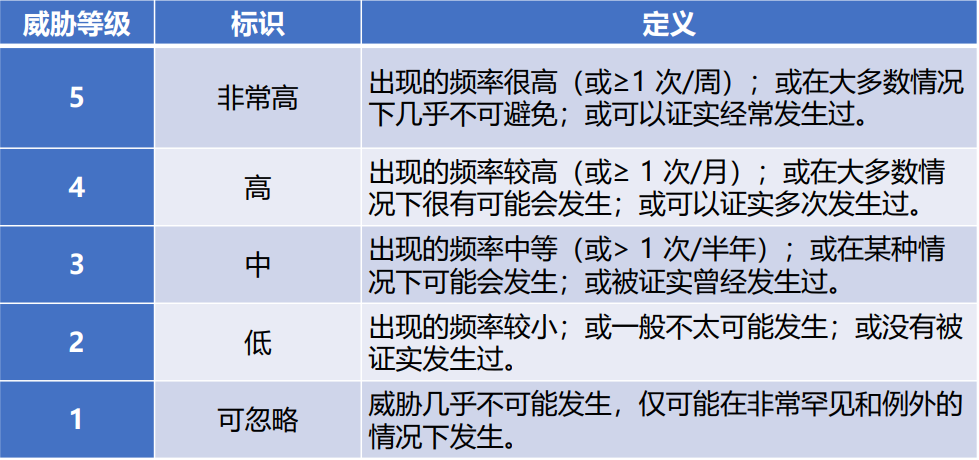 威胁等级 标识 定义
5 非常高 出现的频率很高（或≥1 次/周）；或在大多数情况
下几乎不可避免；或可以证实经常发生过。
4 高 出现的频率较高（或≥ 1 次/月）；或在大多数情
况下很有可能会发生；或可以证实多次发生过。
3 中 出现的频率中等（或> 1 次/半年）；或在某种情
况下可能会发生；或被证实曾经发生过。
2 低 出现的频率较小；或一般不太可能发生；或没有被
证实发生过。
1 可忽略 威胁几乎不可能发生，仅可能在非常罕见和例外的
情况下发生。